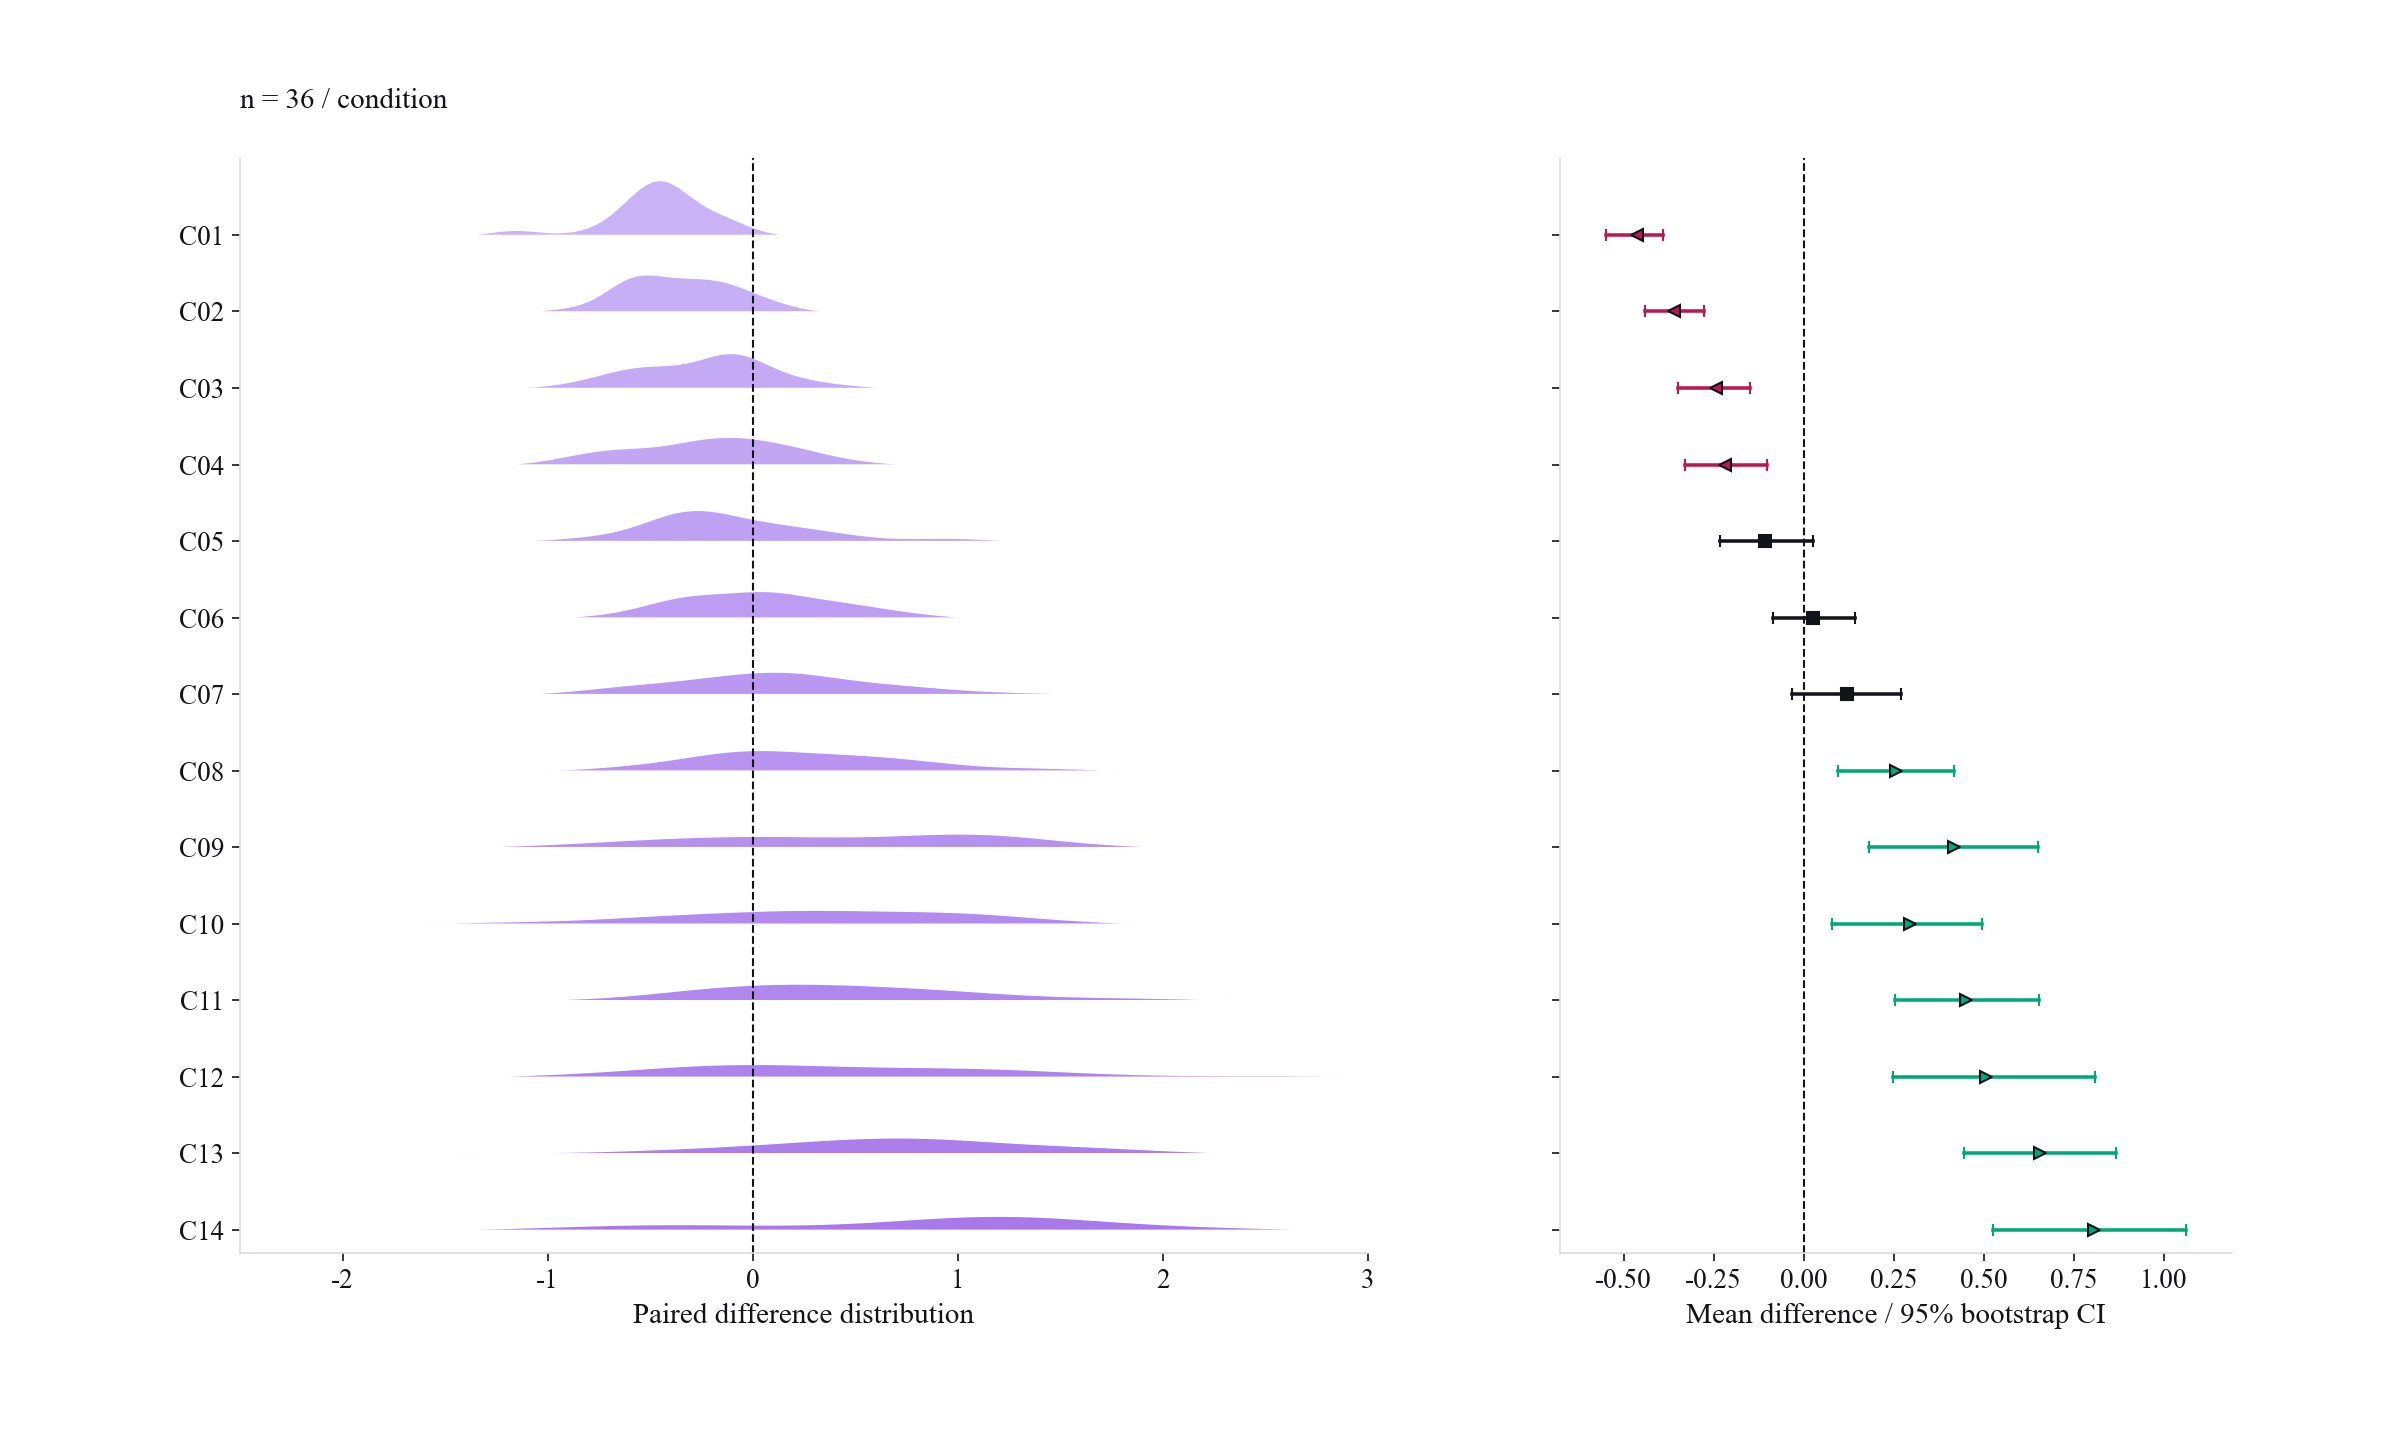 n = 36 / condition
C01
C02
C03
C04
C05
C06
C07
C08
C09
C10
C11
C12
C13
C14
-2 -1 0 1 2 3
Paired difference distribution
-0.50 -0.25 0.00 0.25 0.50 0.75 1.00
Mean difference / 95% bootstrap CI